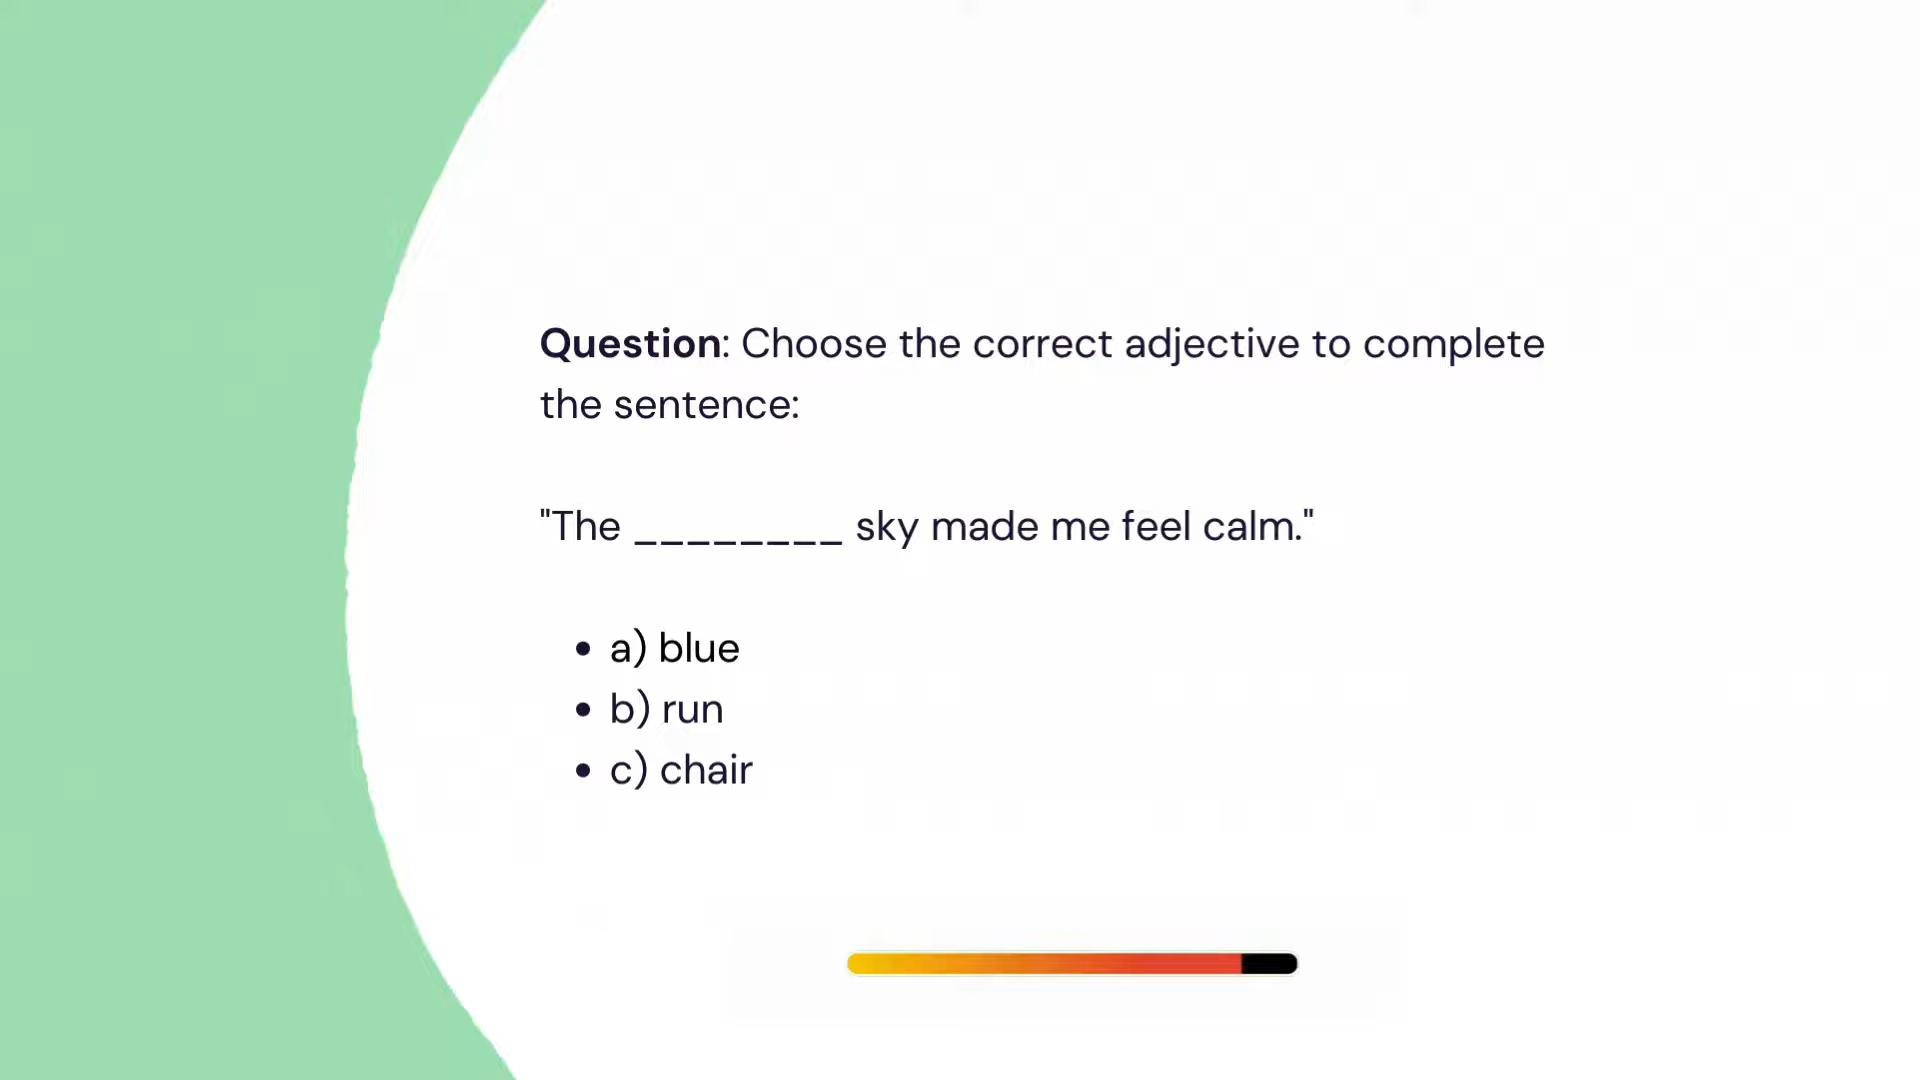 Question: Choose the correct adjective to complete
the sentence:
"The ________ sky made me feel calm."
• a) blue
• b) run
• c) chair